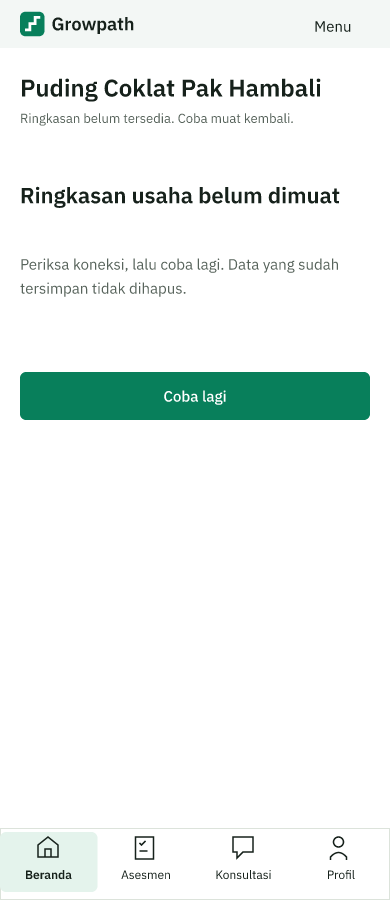 Growpath
Menu
Puding Coklat Pak Hambali
Ringkasan belum tersedia. Coba muat kembali.
Ringkasan usaha belum dimuat
Periksa koneksi, lalu coba lagi. Data yang sudah
tersimpan tidak dihapus.
Coba lagi
Beranda
Asesmen
Konsultasi
Profil